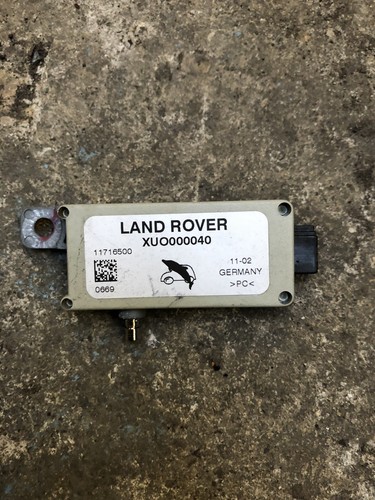 LAND ROVER
XUO000040
11716500
0669
11-02
GERMANY
>PC<